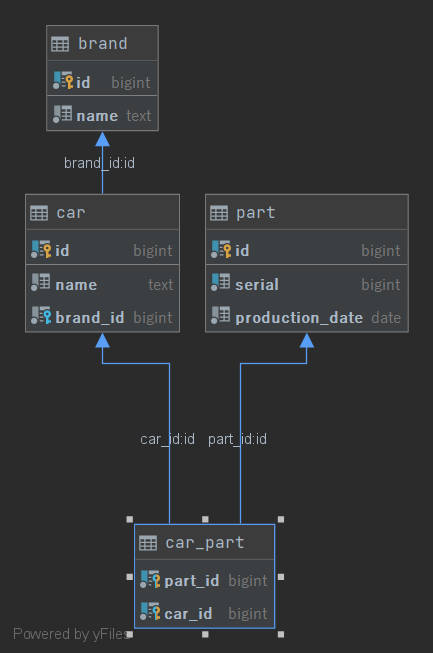 brand
id bigint
name text
brand_id:id
car
id bigint
name text
brand_id bigint
part
id bigint
serial bigint
production_date date
car_id:id
part_id:id
car_part
part_id bigint
car_id bigint
Powered by yFiles